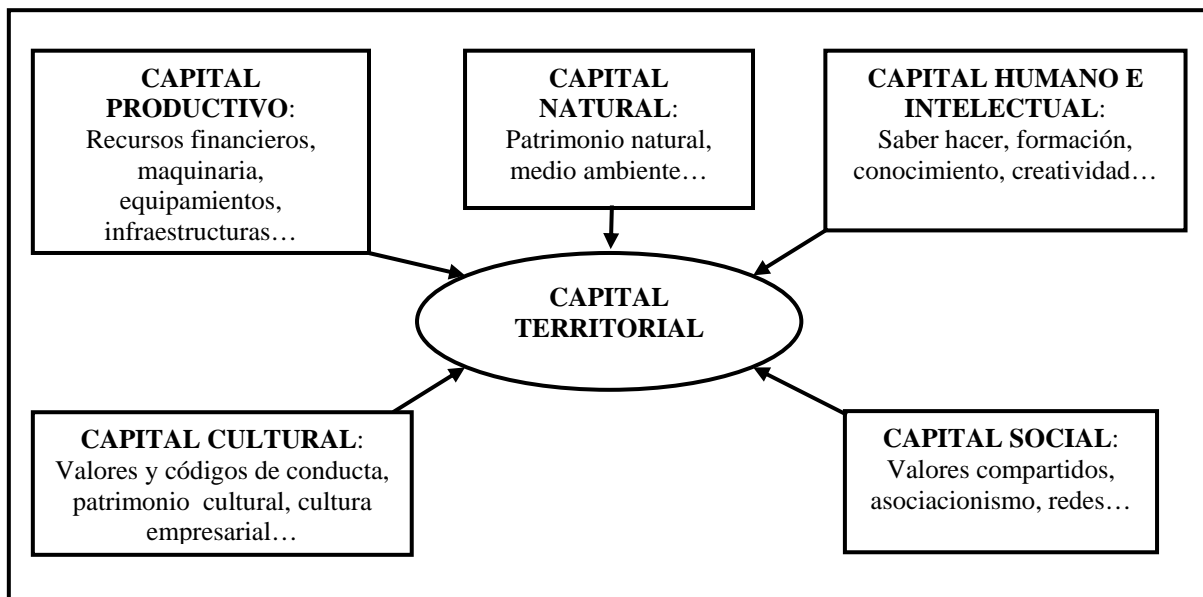 CAPITAL
PRODUCTIVO:
Recursos financieros,
maquinaria,
equipamientos,
infraestructuras…
CAPITAL
NATURAL:
Patrimonio natural,
medio ambiente…
CAPITAL HUMANO E
INTELECTUAL:
Saber hacer, formación,
conocimiento, creatividad…
CAPITAL
TERRITORIAL
CAPITAL CULTURAL:
Valores y códigos de conducta,
patrimonio cultural, cultura
empresarial…
CAPITAL SOCIAL:
Valores compartidos,
asociacionismo, redes…